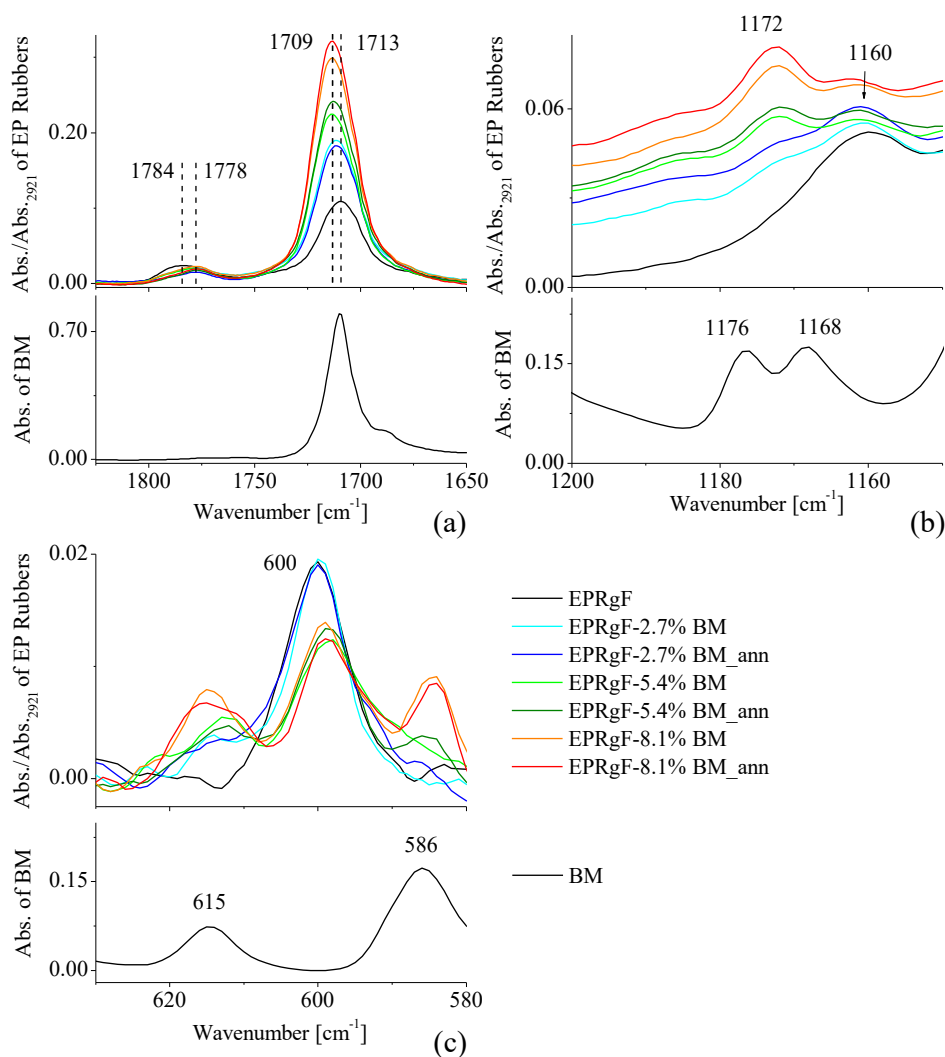 1709 1713
1784 1778
Abs./Abs.2921 of EP Rubbers
0.20
0.00
Abs. of BM
0.70
0.00
1800 1750 1700 1650
Wavenumber [cm-1]
(a)
1172
1160
Abs./Abs.2921 of EP Rubbers
0.06
0.00
1176 1168
Abs. of BM
0.15
0.00
1200 1180 1160
Wavenumber [cm-1]
(b)
600
Abs./Abs.2921 of EP Rubbers
0.02
0.00
586
615
Abs. of BM
0.15
0.00
620 600 580
Wavenumber [cm-1]
(c)
EPRgF
EPRgF-2.7% BM
EPRgF-2.7% BM_ann
EPRgF-5.4% BM
EPRgF-5.4% BM_ann
EPRgF-8.1% BM
EPRgF-8.1% BM_ann
BM